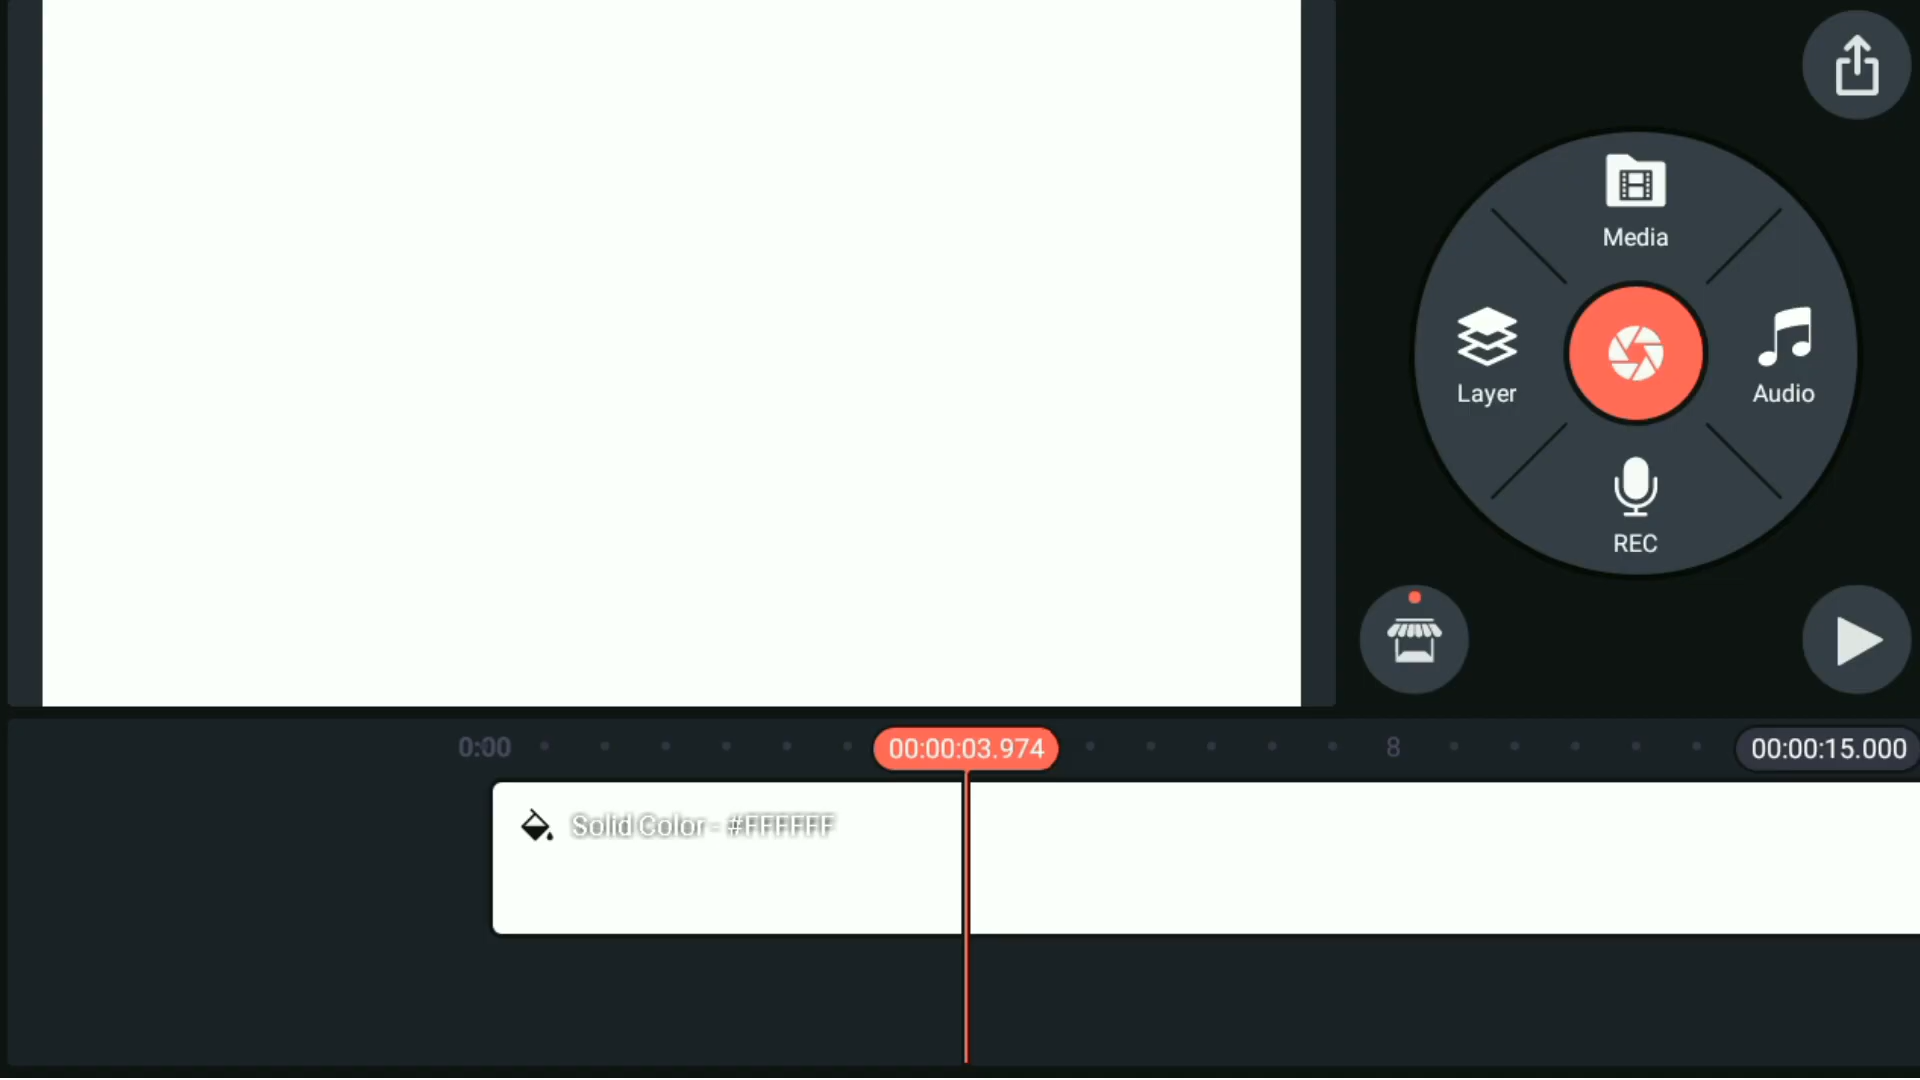 Media
Layer
Audio
REC
0:00
00:00:03.974
8
00:00:15.000
Solid Color - #FFFFFF